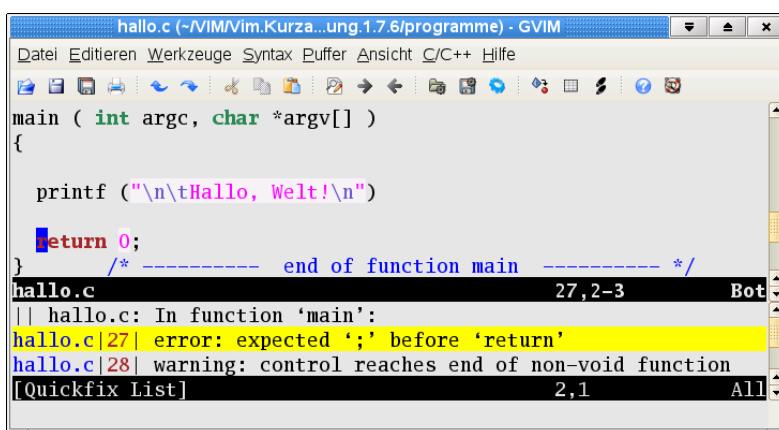 hallo.c (~/VIM/Vim.Kurza...ung.1.7.6/programme) - GVIM
Datei Editieren Werkzeuge Syntax Puffer Ansicht C/C++ Hilfe
main ( int argc, char *argv[] )
{
printf ("\n\tHallo, Welt!\n")
return 0;
} /* ---------- end of function main ---------- */
hallo.c 27,2-3 Bot
|| hallo.c: In function ‘main’:
hallo.c|27| error: expected ‘;’ before ‘return’
hallo.c|28| warning: control reaches end of non-void function
[Quickfix List] 2,1 All